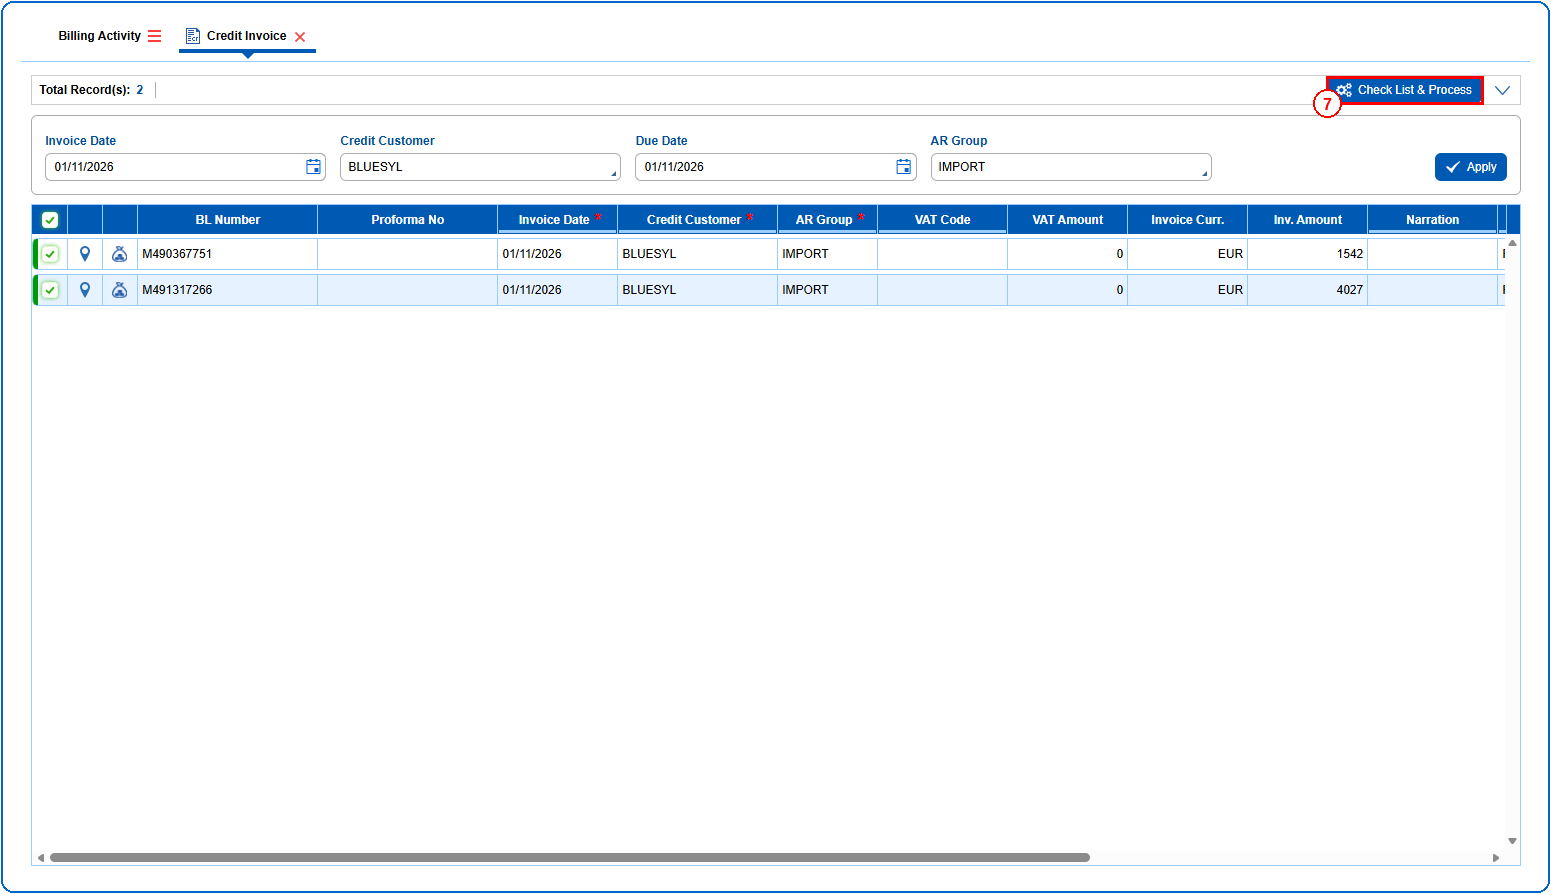 Billing Activity Credit Invoice
Total Record(s): 2 Check List & Process
7
Invoice Date Credit Customer Due Date AR Group
01/11/2026 BLUESYL 01/11/2026 IMPORT Apply
BL Number Proforma No Invoice Date * Credit Customer * AR Group * VAT Code VAT Amount Invoice Curr. Inv. Amount Narration
M490367751 01/11/2026 BLUESYL IMPORT 0 EUR 1542
M491317266 01/11/2026 BLUESYL IMPORT 0 EUR 4027